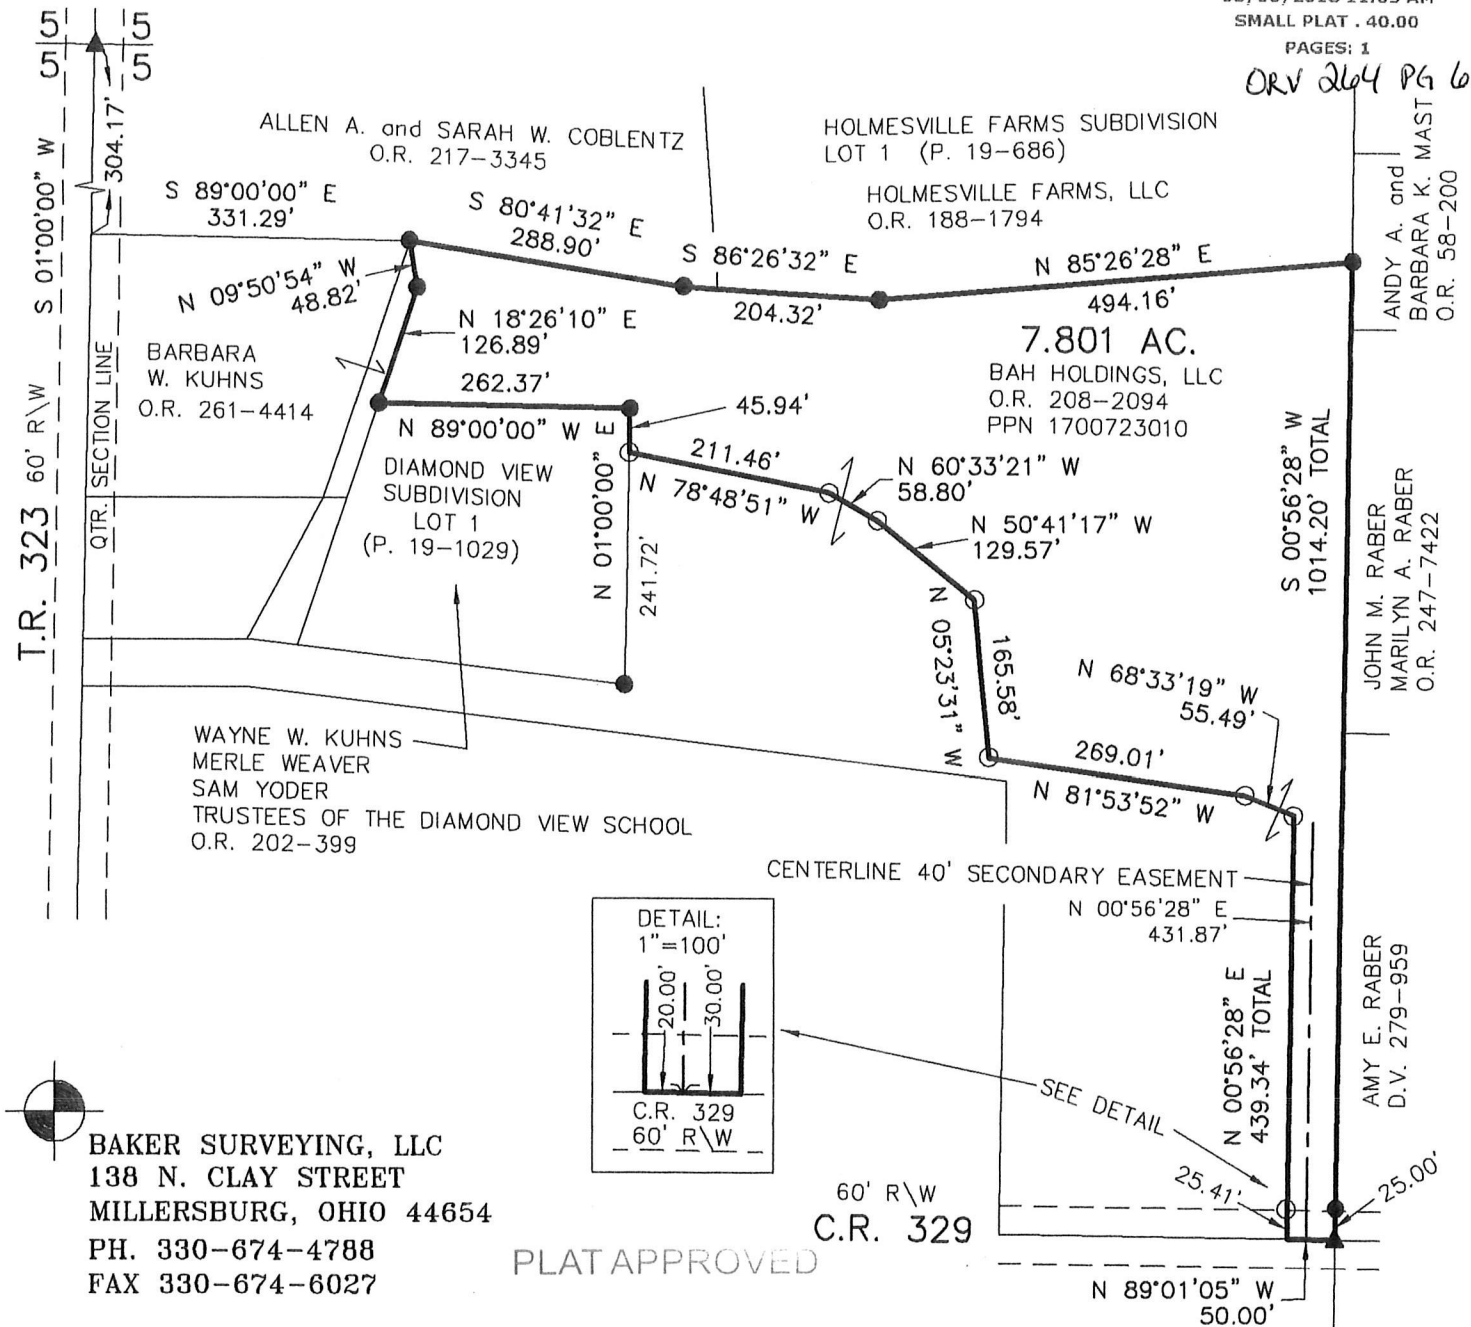 SMALL PLAT . 40.00
PAGES: 1
ORV 264 PG 6
5 5
5 5
304.17'
S 01°00'00" W
T.R. 323 60' R\W
QTR. SECTION LINE
ALLEN A. and SARAH W. COBLENTZ
O.R. 217-3345
HOLMESVILLE FARMS SUBDIVISION
LOT 1 (P. 19-686)
HOLMESVILLE FARMS, LLC
O.R. 188-1794
ANDY A. and
BARBARA K. MAST
O.R. 58-200
S 89°00'00" E
331.29'
S 80°41'32" E
288.90'
S 86°26'32" E
204.32'
N 85°26'28" E
494.16'
N 09°50'54" W
48.82'
N 18°26'10" E
126.89'
BARBARA
W. KUHNS
O.R. 261-4414
262.37'
N 89°00'00" W
45.94'
7.801 AC.
BAH HOLDINGS, LLC
O.R. 208-2094
PPN 1700723010
DIAMOND VIEW
SUBDIVISION
LOT 1
(P. 19-1029)
N 01°00'00" E
241.72'
211.46'
N 78°48'51" W
N 60°33'21" W
58.80'
N 50°41'17" W
129.57'
N 05°23'31" W
165.58'
S 00°56'28" W
1014.20' TOTAL
JOHN M. RABER
MARILYN A. RABER
O.R. 247-7422
N 68°33'19" W
55.49'
269.01'
N 81°53'52" W
WAYNE W. KUHNS
MERLE WEAVER
SAM YODER
TRUSTEES OF THE DIAMOND VIEW SCHOOL
O.R. 202-399
CENTERLINE 40' SECONDARY EASEMENT
N 00°56'28" E
431.87'
N 00°56'28" E
439.34' TOTAL
AMY E. RABER
D.V. 279-959
DETAIL:
1"=100'
20.00'
30.00'
C.R. 329
60' R\W
SEE DETAIL
25.41'
25.00'
60' R\W
C.R. 329
N 89°01'05" W
50.00'
BAKER SURVEYING, LLC
138 N. CLAY STREET
MILLERSBURG, OHIO 44654
PH. 330-674-4788
FAX 330-674-6027
PLAT APPROVED